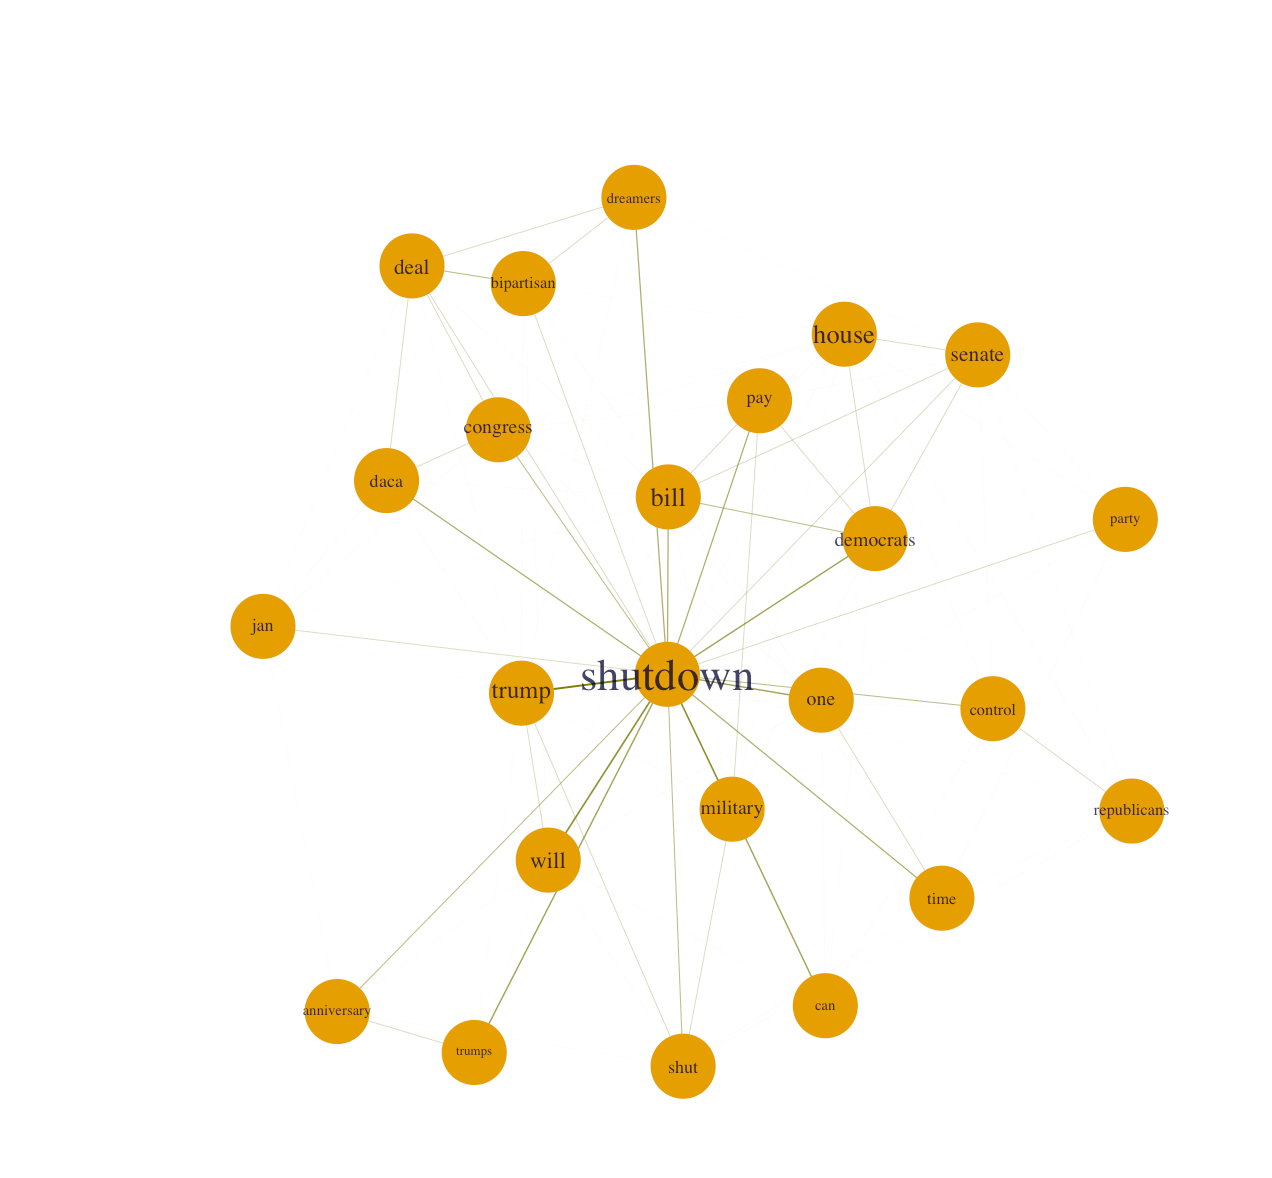 dreamers
deal
bipartisan
house
senate
pay
congress
daca
bill
party
democrats
jan
shutdown
trump
one
control
military
republicans
will
time
can
anniversary
trumps
shut